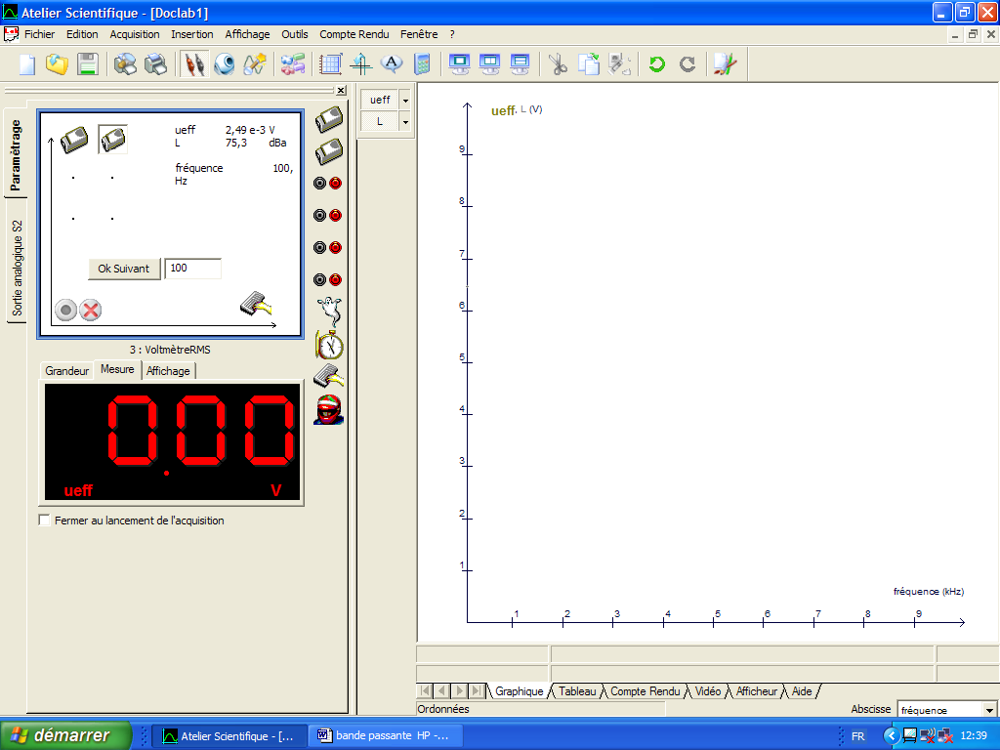 Atelier Scientifique - [Doclab1]
Fichier Edition Acquisition Insertion Affichage Outils Compte Rendu Fenêtre ?
Paramètrage
Sortie analogique S2
ueff 2,49 e-3 V
L 75,3 dBa
fréquence 100,
Hz
Ok Suivant 100
3 : VoltmètreRMS
Grandeur Mesure Affichage
0.00
ueff V
Fermer au lancement de l'acquisition
ueff
L
ueff, L (V)
9
8
7
6
5
4
3
2
1
fréquence (kHz)
1 2 3 4 5 6 7 8 9
Graphique Tableau Compte Rendu Vidéo Afficheur Aide
Ordonnées Abscisse fréquence
démarrer Atelier Scientifique - [... bande passante HP -... FR 12:39